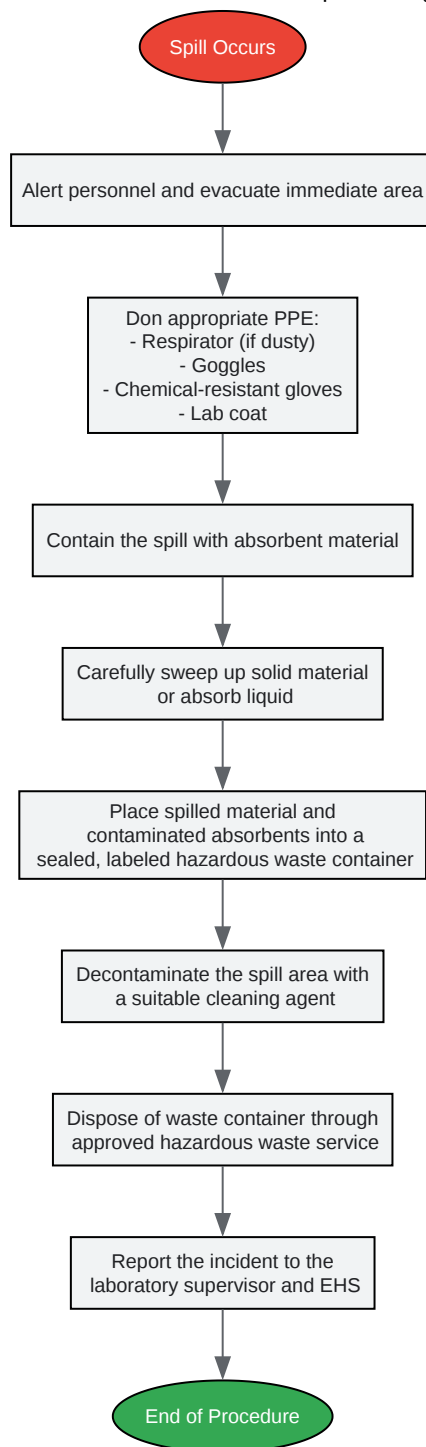 Spill Occurs
Alert personnel and evacuate immediate area
Don appropriate PPE:
- Respirator (if dusty)
- Goggles
- Chemical-resistant gloves
- Lab coat
Contain the spill with absorbent material
Carefully sweep up solid material
or absorb liquid
Place spilled material and
contaminated absorbents into a
sealed, labeled hazardous waste container
Decontaminate the spill area with
a suitable cleaning agent
Dispose of waste container through
approved hazardous waste service
Report the incident to the
laboratory supervisor and EHS
End of Procedure